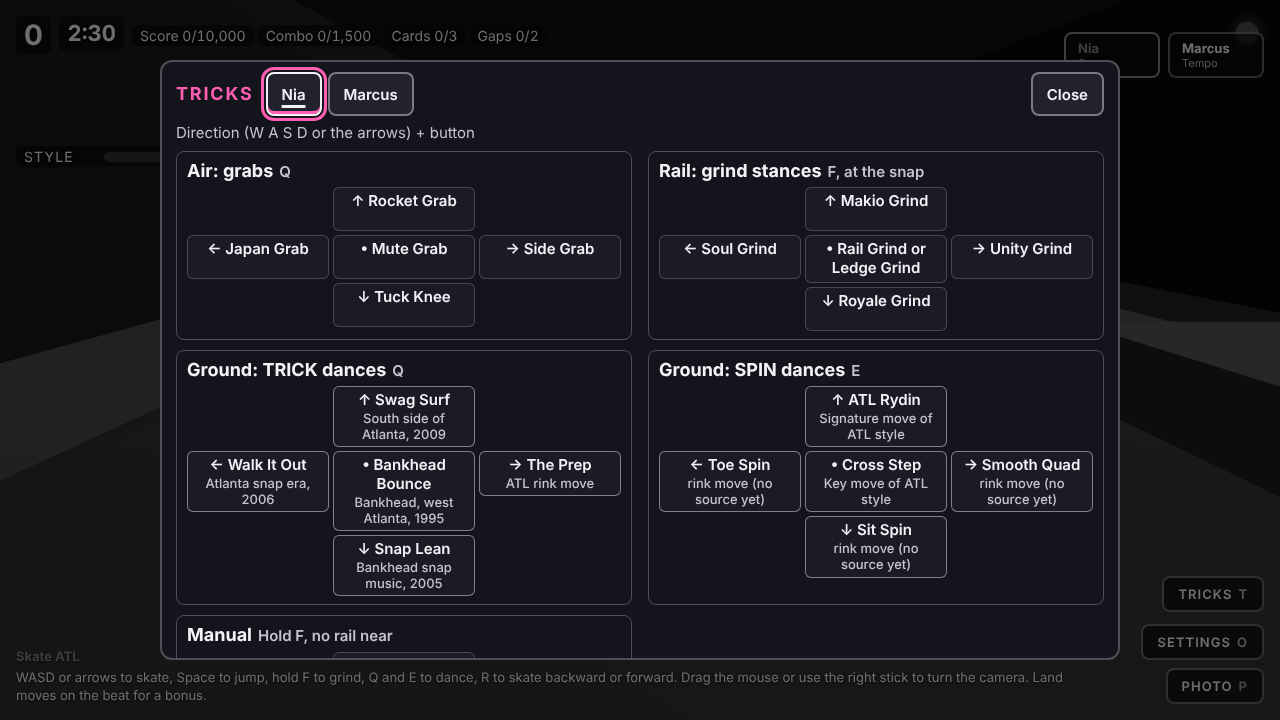 0
2:30
Score 0/10,000
Combo 0/1,500
Cards 0/3
Gaps 0/2
Nia
Marcus
Tempo
STYLE
TRICKS
Nia
Marcus
Close
Direction (W A S D or the arrows) + button
Air: grabs Q
↑ Rocket Grab
← Japan Grab
• Mute Grab
→ Side Grab
↓ Tuck Knee
Rail: grind stances F, at the snap
↑ Makio Grind
← Soul Grind
• Rail Grind or
Ledge Grind
→ Unity Grind
↓ Royale Grind
Ground: TRICK dances Q
↑ Swag Surf
South side of
Atlanta, 2009
← Walk It Out
Atlanta snap era,
2006
• Bankhead
Bounce
Bankhead, west
Atlanta, 1995
→ The Prep
ATL rink move
↓ Snap Lean
Bankhead snap
music, 2005
Ground: SPIN dances E
↑ ATL Rydin
Signature move of
ATL style
← Toe Spin
rink move (no
source yet)
• Cross Step
Key move of ATL
style
→ Smooth Quad
rink move (no
source yet)
↓ Sit Spin
rink move (no
source yet)
Manual Hold F, no rail near
TRICKS T
SETTINGS O
PHOTO P
Skate ATL
WASD or arrows to skate, Space to jump, hold F to grind, Q and E to dance, R to skate backward or forward. Drag the mouse or use the right stick to turn the camera. Land
moves on the beat for a bonus.